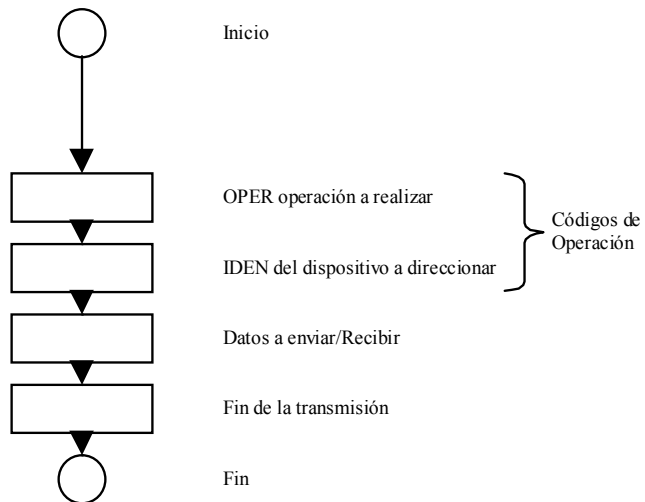 Inicio
OPER operación a realizar
Códigos de
Operación
IDEN del dispositivo a direccionar
Datos a enviar/Recibir
Fin de la transmisión
Fin